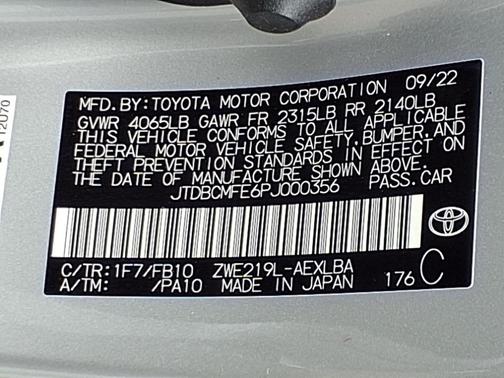 MFD.BY:TOYOTA MOTOR CORPORATION 09/22
GVWR 4065LB GAWR FR 2315LB RR 2140LB
THIS VEHICLE CONFORMS TO ALL APPLICABLE
FEDERAL MOTOR VEHICLE SAFETY,BUMPER,AND
THEFT PREVENTION STANDARDS IN EFFECT ON
THE DATE OF MANUFACTURE SHOWN ABOVE.
JTDBCMFE6PJ000356 PASS.CAR
C/TR:1F7/FB10 ZWE219L-AEXLBA
A/TM: /PA10 MADE IN JAPAN 176 C
TOYOTA
12U70